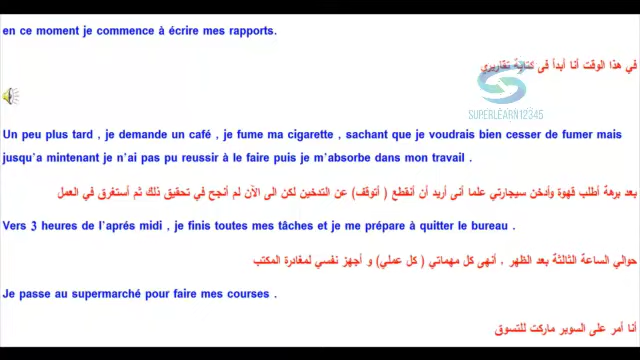 en ce moment je commence à écrire mes rapports.
في هذا الوقت أنا أبدأ فى كتابة تقاريري
SUPERLEARN12345
Un peu plus tard , je demande un café , je fume ma cigarette , sachant que je voudrais bien cesser de fumer mais
jusqu'a mintenant je n'ai pas pu reussir à le faire puis je m'absorbe dans mon travail .
بعد برهة أطلب قهوة وأدخن سيجارتي علما أنى أريد أن أنقطع ( أتوقف) عن التدخين لكن الى الآن لم أنجح في تحقيق ذلك ثم أستغرق في العمل
Vers 3 heures de l'aprés midi , je finis toutes mes tâches et je me prépare à quitter le bureau .
حوالي الساعة الثالثة بعد الظهر , أنهى كل مهماتي ( كل عملي) و أجهز نفسي لمغادرة المكتب
Je passe au supermarché pour faire mes courses .
أنا أمر على السوبر ماركت للتسوق